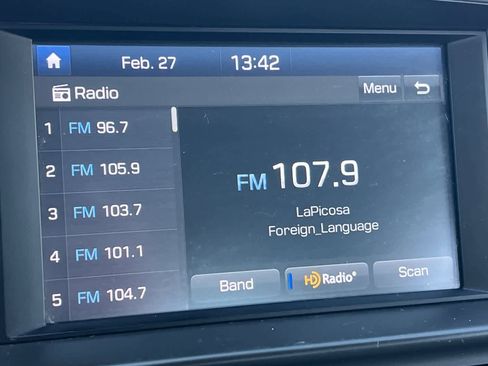 Feb. 27 13:42
Radio Menu
1 FM 96.7
2 FM 105.9
3 FM 103.7
4 FM 101.1
5 FM 104.7
FM 107.9
LaPicosa
Foreign_Language
Band HD Radio® Scan